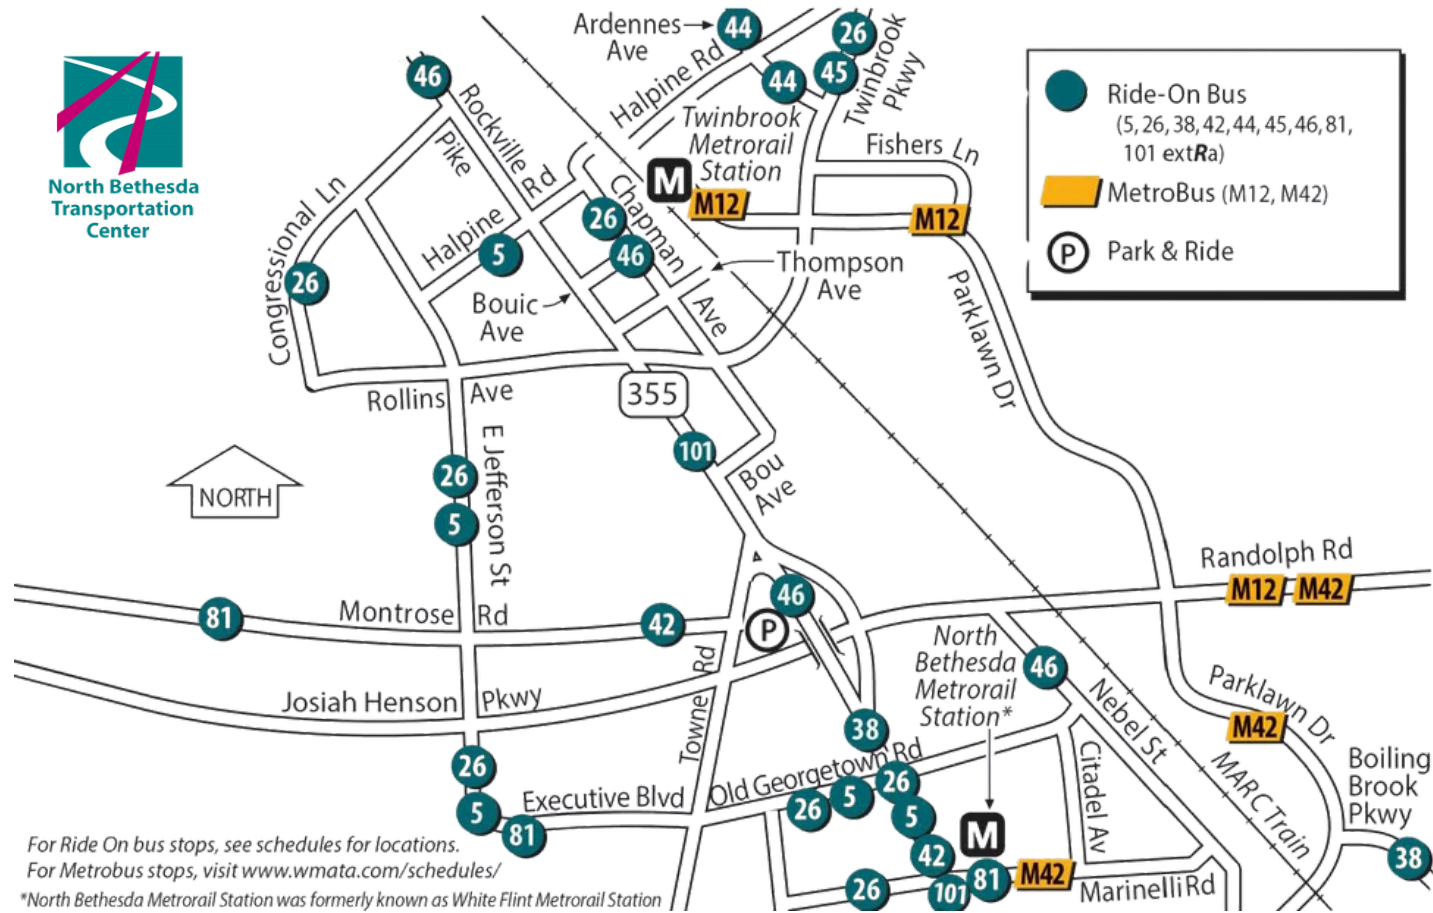 North Bethesda
Transportation
Center
Ardennes
Ave
44
26
46
Halpine Rd
44
45
Twinbrook
Pkwy
Rockville
Pike
Twinbrook
Metrorail
Station
M
M12
Fishers Ln
M12
Ride-On Bus
(5, 26, 38, 42, 44, 45, 46, 81,
101 extRa)
MetroBus (M12, M42)
P
Park & Ride
Congressional Ln
Halpine Rd
26
Chapman
Ave
5
46
26
Thompson
Ave
Bouic
Ave
Parklawn Dr
Rollins Ave
355
101
Bou
Ave
NORTH
26
E Jefferson St
5
Randolph Rd
M12
M42
81
Montrose Rd
42
46
P
North
Bethesda
Metrorail
Station*
46
Josiah Henson Pkwy
Towne Rd
Nebel St
Parklawn Dr
M42
38
26
Old Georgetown Rd
Citadel Av
MARC Train
Boiling
Brook
Pkwy
5
81
Executive Blvd
26
5
26
5
M
42
38
26
101
81
M42
Marinelli Rd
For Ride On bus stops, see schedules for locations.
For Metrobus stops, visit www.wmata.com/schedules/
*North Bethesda Metrorail Station was formerly known as White Flint Metrorail Station